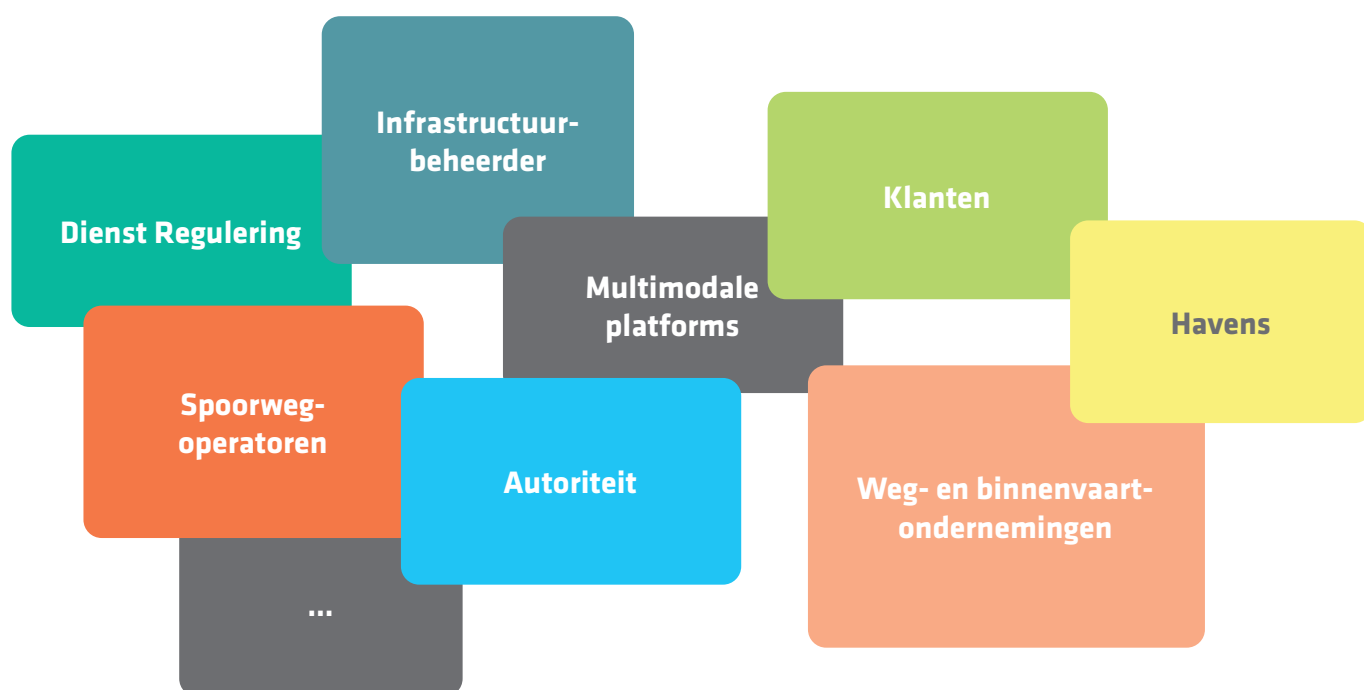 Infrastructuur-
beheerder
Klanten
Dienst Regulering
Multimodale
platforms
Havens
Spoorweg-
operatoren
Autoriteit
Weg- en binnenvaart-
ondernemingen
...